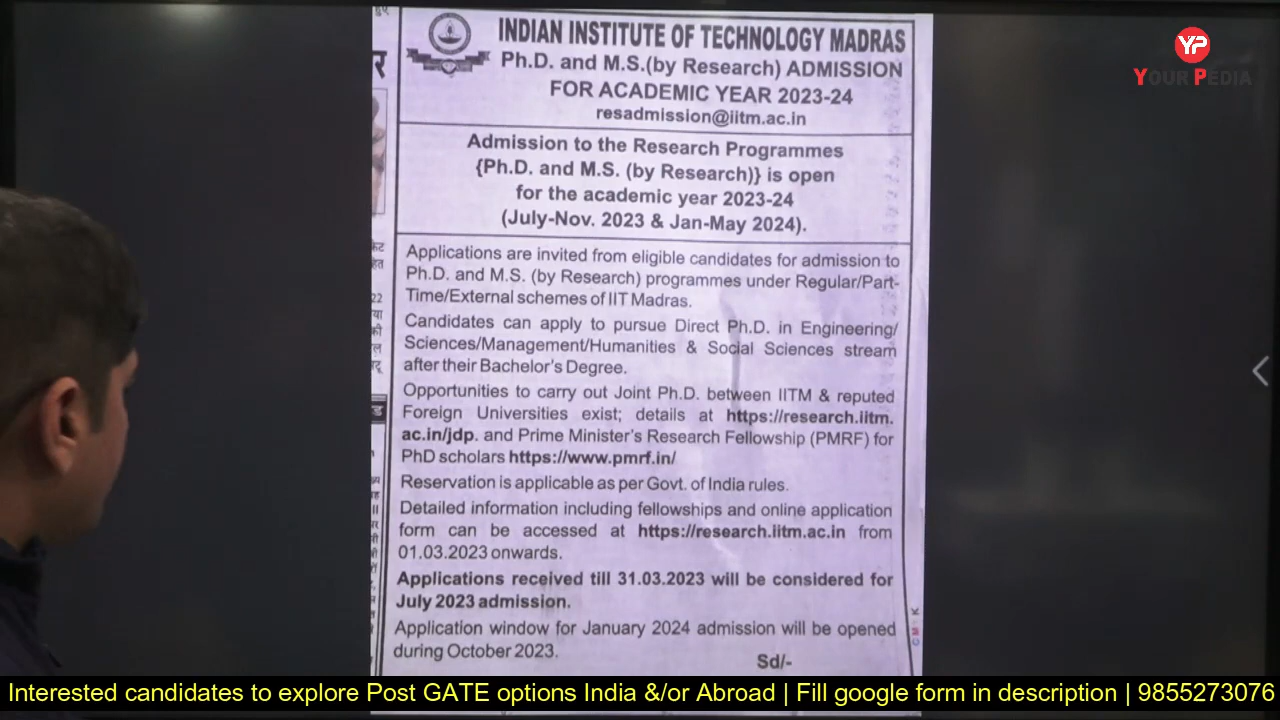 YP
YOUR PEDIA
INDIAN INSTITUTE OF TECHNOLOGY MADRAS
Ph.D. and M.S.(by Research) ADMISSION
FOR ACADEMIC YEAR 2023-24
resadmission@iitm.ac.in
Admission to the Research Programmes
{Ph.D. and M.S. (by Research)} is open
for the academic year 2023-24
(July-Nov. 2023 & Jan-May 2024).
Applications are invited from eligible candidates for admission to
Ph.D. and M.S. (by Research) programmes under Regular/Part-
Time/External schemes of IIT Madras.
Candidates can apply to pursue Direct Ph.D. in Engineering/
Sciences/Management/Humanities & Social Sciences stream
after their Bachelor's Degree.
Opportunities to carry out Joint Ph.D. between IITM & reputed
Foreign Universities exist; details at https://research.iitm.
ac.in/jdp. and Prime Minister's Research Fellowship (PMRF) for
PhD scholars https://www.pmrf.in/
Reservation is applicable as per Govt. of India rules.
Detailed information including fellowships and online application
form can be accessed at https://research.iitm.ac.in from
01.03.2023 onwards.
Applications received till 31.03.2023 will be considered for
July 2023 admission.
Application window for January 2024 admission will be opened
during October 2023.
Sd/-
Interested candidates to explore Post GATE options India &/or Abroad | Fill google form in description | 9855273076